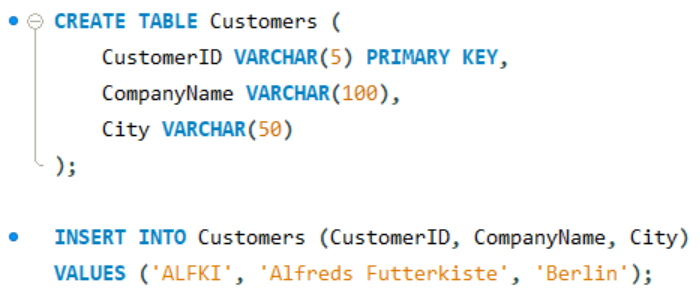 CREATE TABLE Customers (
CustomerID VARCHAR(5) PRIMARY KEY,
CompanyName VARCHAR(100),
City VARCHAR(50)
);
INSERT INTO Customers (CustomerID, CompanyName, City)
VALUES ('ALFKI', 'Alfreds Futterkiste', 'Berlin');